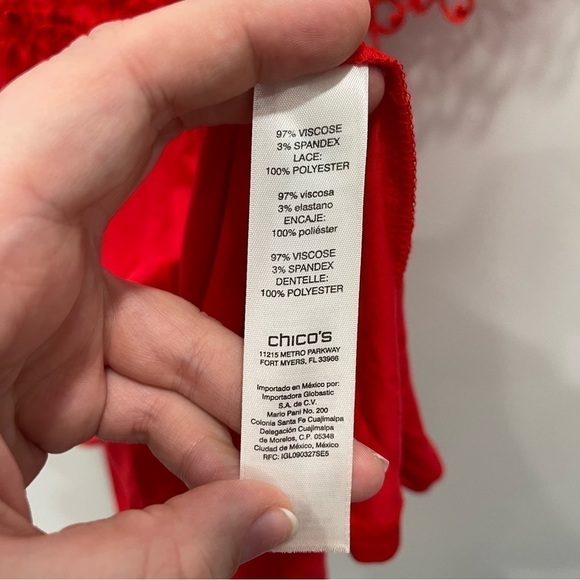 97% VISCOSE
3% SPANDEX
LACE:
100% POLYESTER
97% viscosa
3% elastano
ENCAJE:
100% poliéster
97% VISCOSE
3% SPANDEX
DENTELLE:
100% POLYESTER
chico's
11215 METRO PARKWAY
FORT MYERS, FL 33966
Importado en México por:
Importadora Globastic
S.A. de C.V.
Mario Pani No. 200
Colonia Santa Fe Cuajimalpa
Delegación Cuajimalpa
de Morelos, C.P. 05348
Ciudad de México, México
RFC: IGL090327SE5